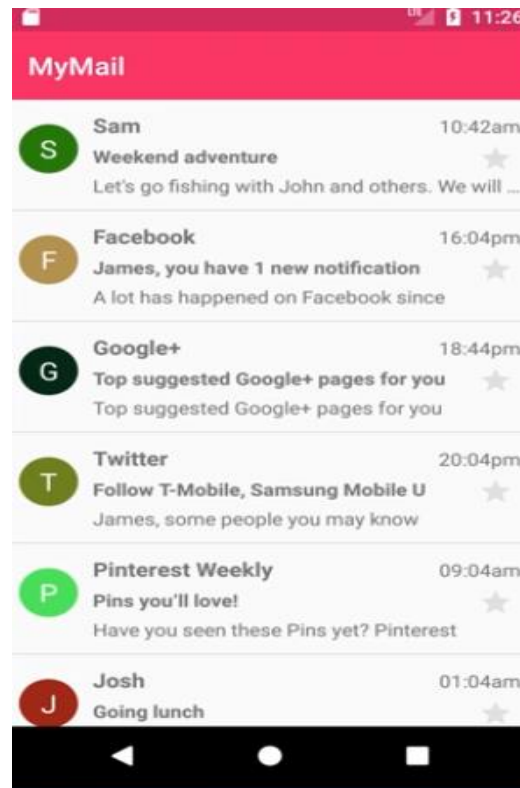 LTE 11:26
MyMail
S
Sam 10:42am
Weekend adventure
Let's go fishing with John and others. We will ...
F
Facebook 16:04pm
James, you have 1 new notification
A lot has happened on Facebook since
G
Google+ 18:44pm
Top suggested Google+ pages for you
Top suggested Google+ pages for you
T
Twitter 20:04pm
Follow T-Mobile, Samsung Mobile U
James, some people you may know
P
Pinterest Weekly 09:04am
Pins you'll love!
Have you seen these Pins yet? Pinterest
J
Josh 01:04am
Going lunch